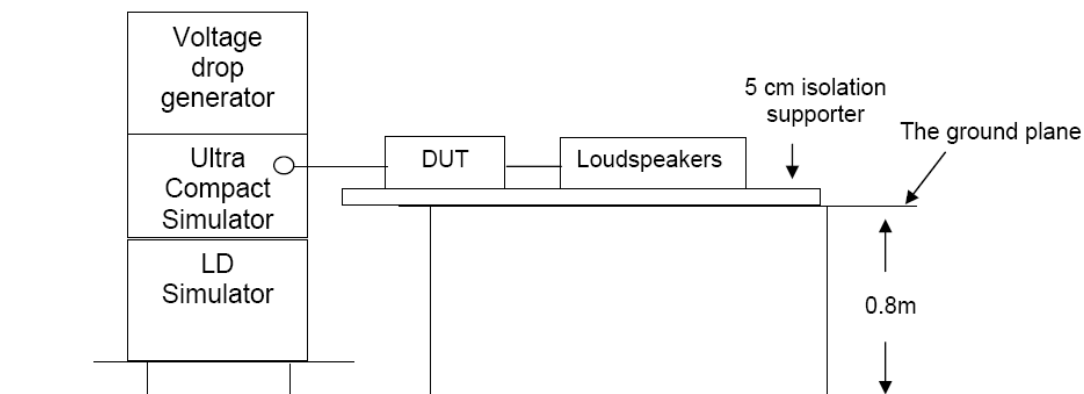 Voltage
drop
generator
Ultra
Compact
Simulator
LD
Simulator
DUT
Loudspeakers
5 cm isolation
supporter
The ground plane
0.8m